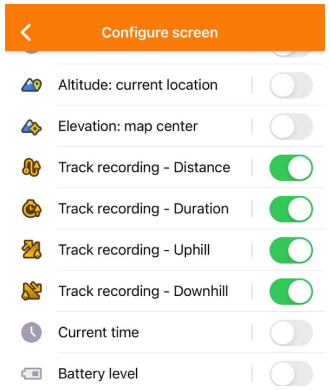 Configure screen
Altitude: current location
Elevation: map center
Track recording - Distance
Track recording - Duration
Track recording - Uphill
Track recording - Downhill
Current time
Battery level